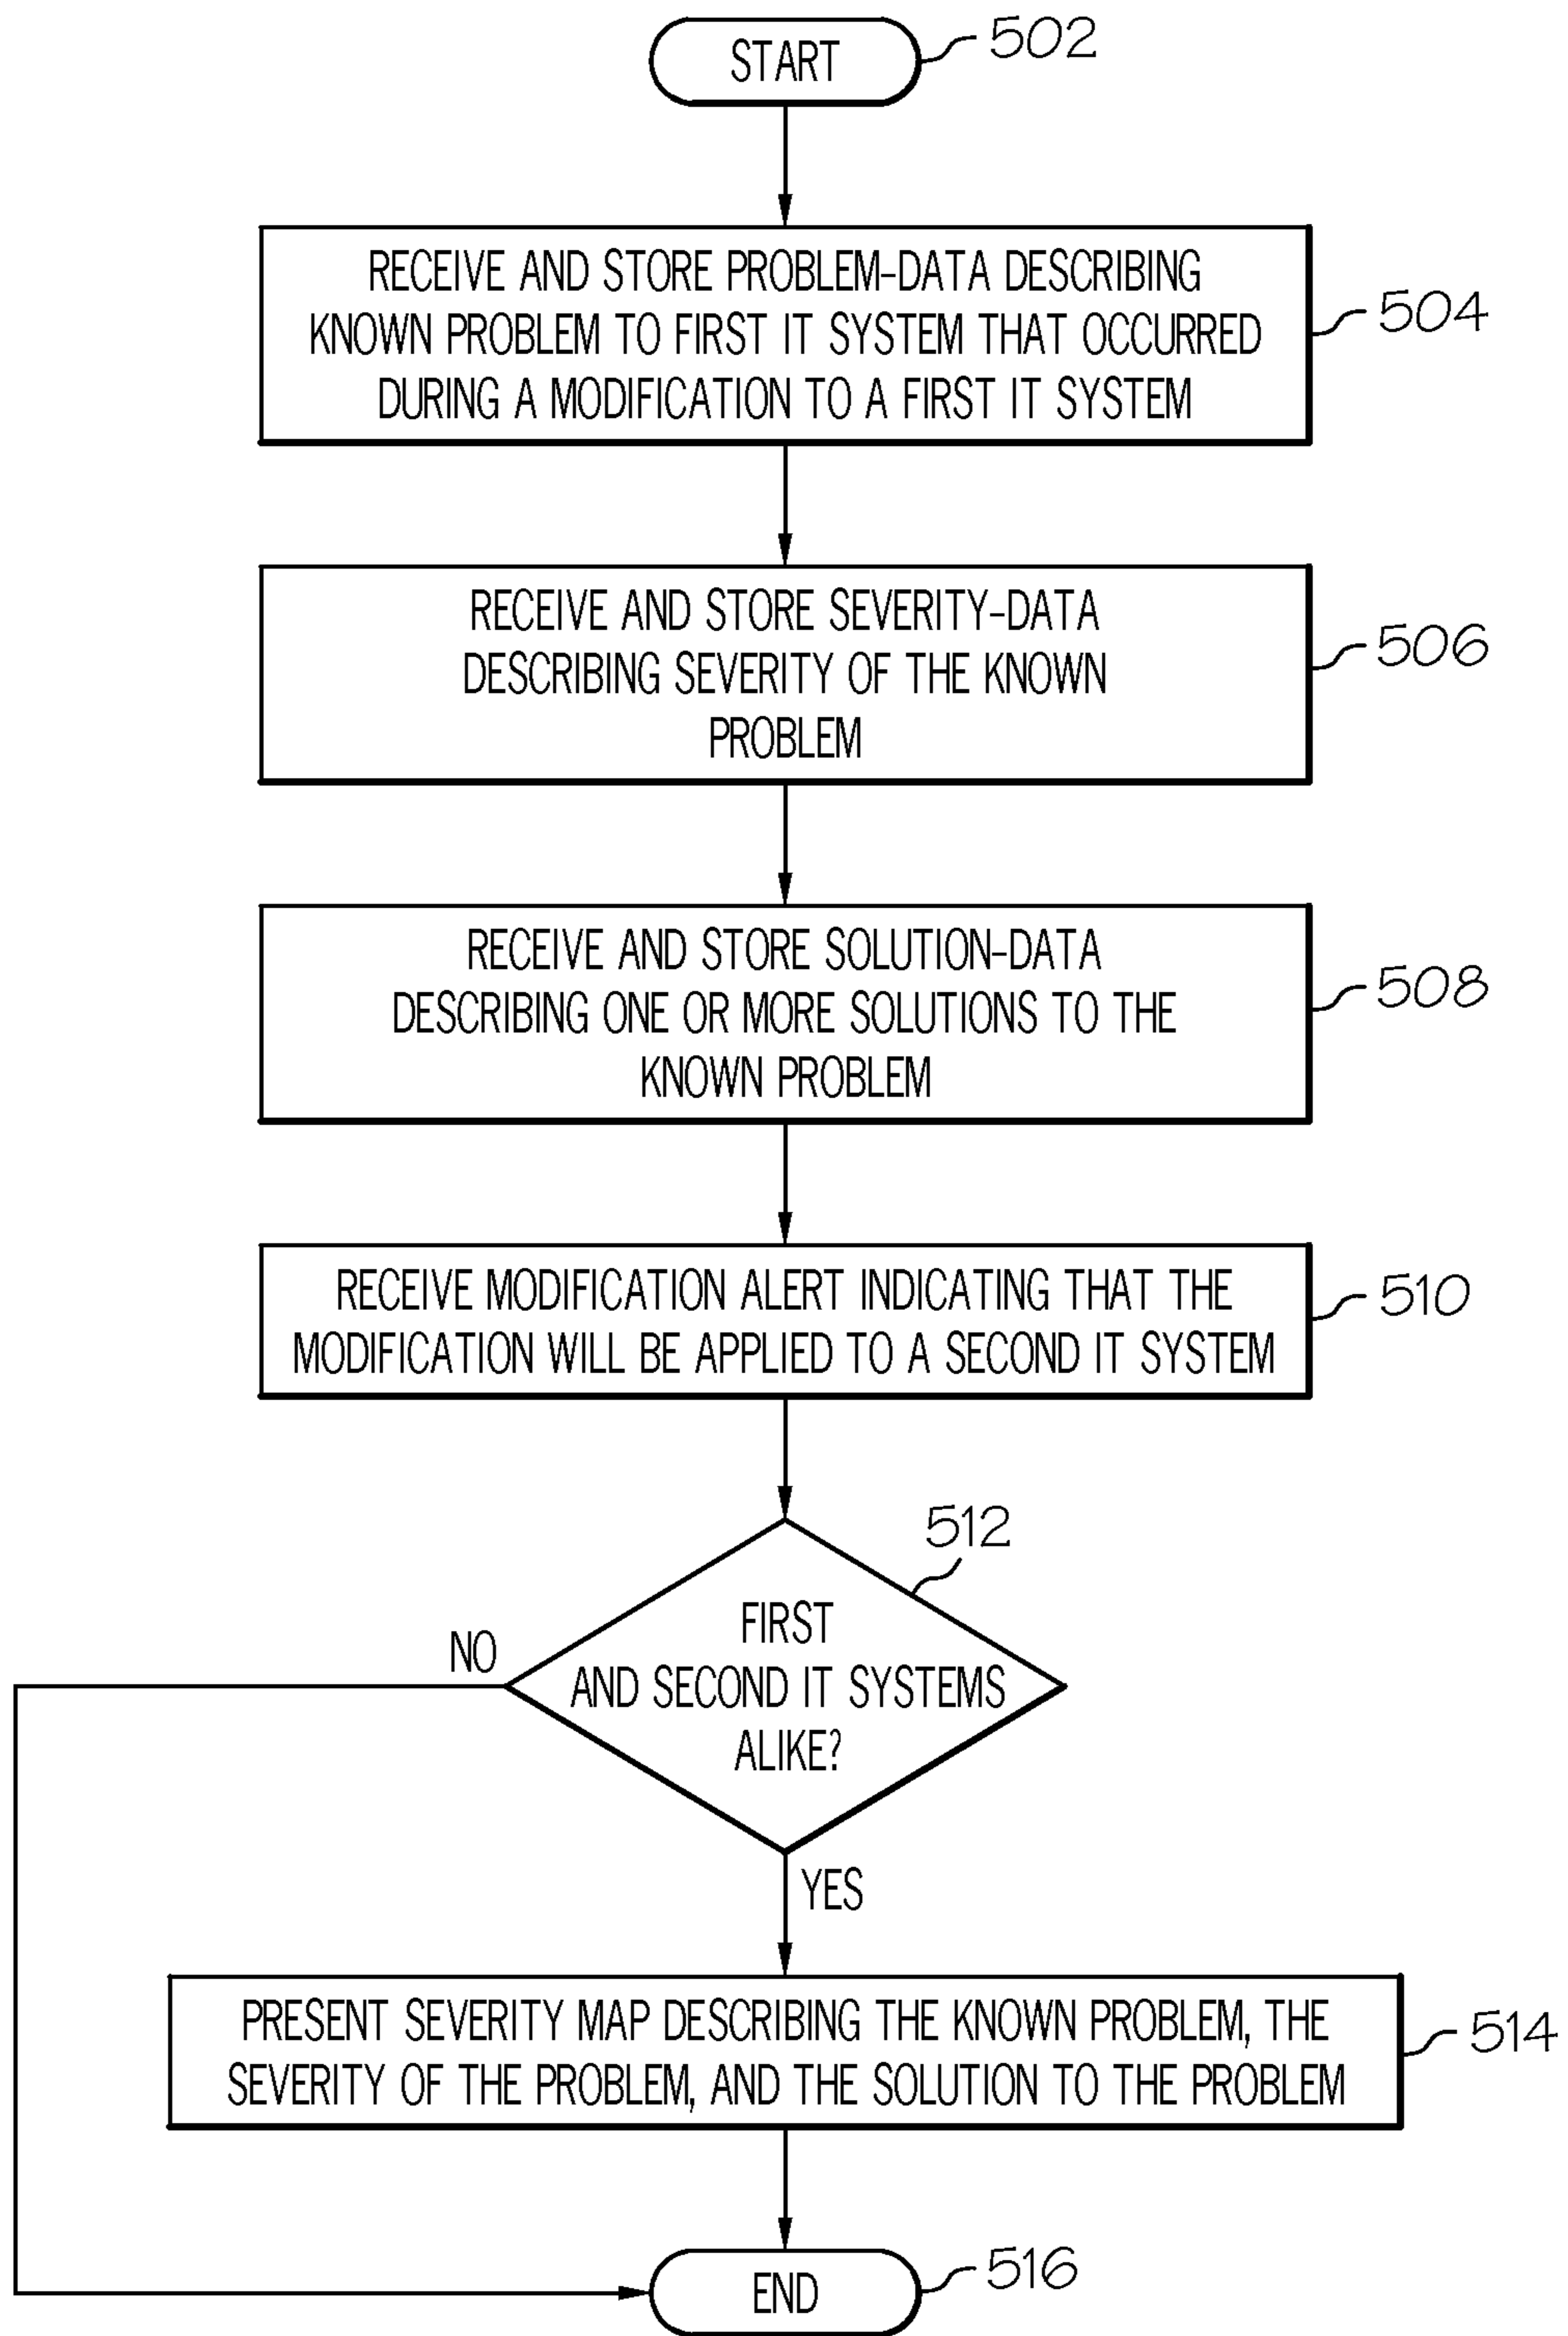 START
502
RECEIVE AND STORE PROBLEM-DATA DESCRIBING
KNOWN PROBLEM TO FIRST IT SYSTEM THAT OCCURRED
DURING A MODIFICATION TO A FIRST IT SYSTEM
504
RECEIVE AND STORE SEVERITY-DATA
DESCRIBING SEVERITY OF THE KNOWN
PROBLEM
506
RECEIVE AND STORE SOLUTION-DATA
DESCRIBING ONE OR MORE SOLUTIONS TO THE
KNOWN PROBLEM
508
RECEIVE MODIFICATION ALERT INDICATING THAT THE
MODIFICATION WILL BE APPLIED TO A SECOND IT SYSTEM
510
512
FIRST
AND SECOND IT SYSTEMS
ALIKE?
NO
YES
PRESENT SEVERITY MAP DESCRIBING THE KNOWN PROBLEM, THE
SEVERITY OF THE PROBLEM, AND THE SOLUTION TO THE PROBLEM
514
END
516